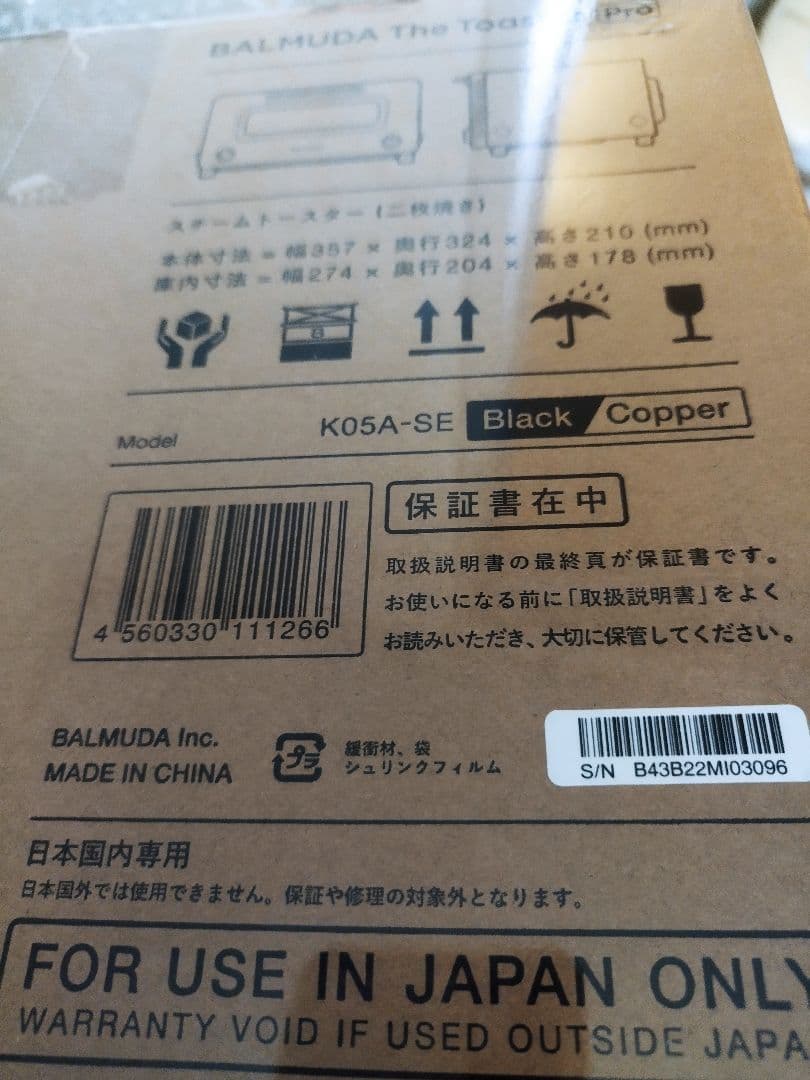 BALMUDA The Toaster Pro
スチームトースター (二枚焼き)
本体寸法 = 幅357 × 奥行324 × 高さ210 (mm)
庫内寸法 = 幅274 × 奥行204 × 高さ178 (mm)
8
Model K05A-SE Black Copper
保証書在中
取扱説明書の最終頁が保証書です。
お使いになる前に「取扱説明書」をよく
お読みいただき、大切に保管してください。
4 560330 111266
BALMUDA Inc.
MADE IN CHINA
プラ
緩衝材、袋
シュリンクフィルム
S/N B43B22MI03096
日本国内専用
日本国外では使用できません。保証や修理の対象外となります。
FOR USE IN JAPAN ONLY
WARRANTY VOID IF USED OUTSIDE JAPA